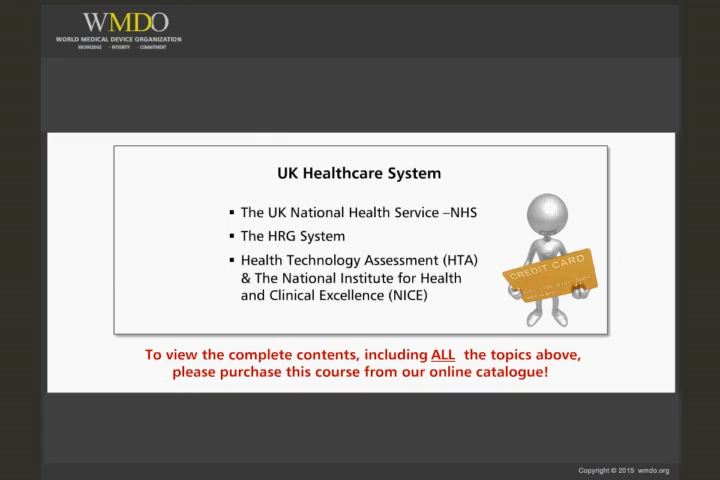 WMDO
WORLD MEDICAL DEVICE ORGANIZATION
KNOWLEDGE · INTEGRITY · COMMITMENT
UK Healthcare System
▪ The UK National Health Service –NHS
▪ The HRG System
▪ Health Technology Assessment (HTA)
& The National Institute for Health
and Clinical Excellence (NICE)
CREDIT CARD
To view the complete contents, including ALL the topics above,
please purchase this course from our online catalogue!
Copyright © 2015 wmdo.org